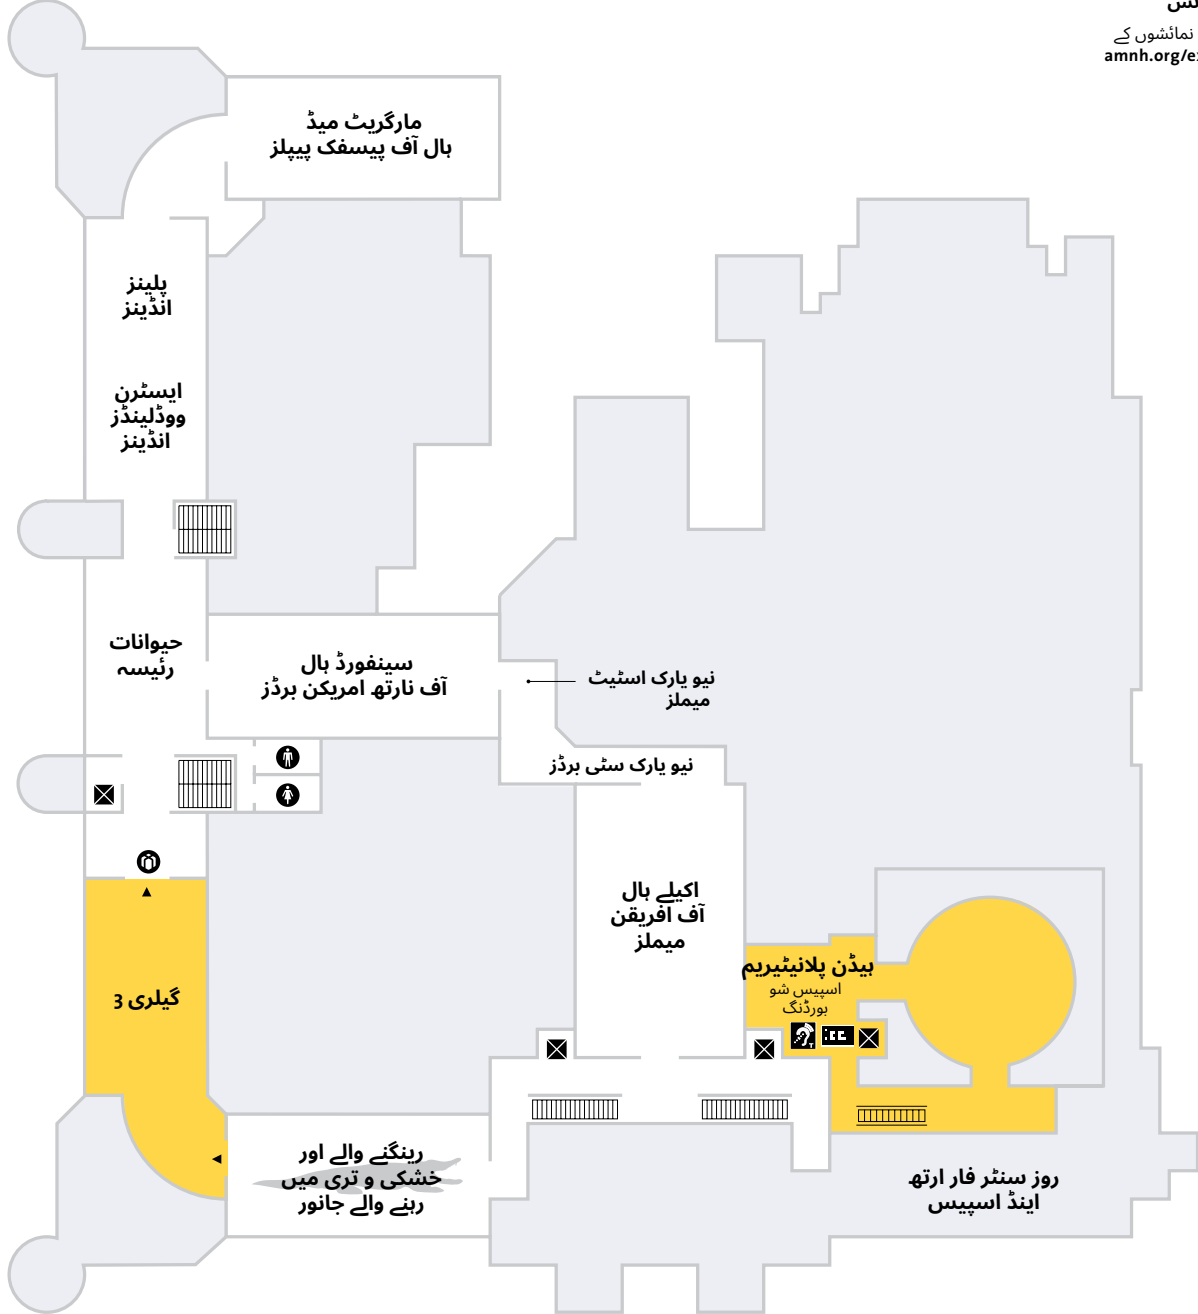 نمائشوں کے
amnh.org/e
مارگریٹ میڈ
ہال آف پیسفک پیپلز
پلینز
انڈینز
ایسٹرن
ووڈلینڈز
انڈینز
حیوانات
رئیسہ
سینفورڈ ہال
آف نارتھ امریکن برڈز
نیو یارک اسٹیٹ
میملز
نیو یارک سٹی برڈز
اکیلے ہال
آف افریقن
میملز
ہیڈن پلانیٹیریم
اسپیس شو
بورڈنگ
گیلری 3
رینگنے والے اور
خشکی و تری میں
رہنے والے جانور
روز سنٹر فار ارتھ
اینڈ اسپیس